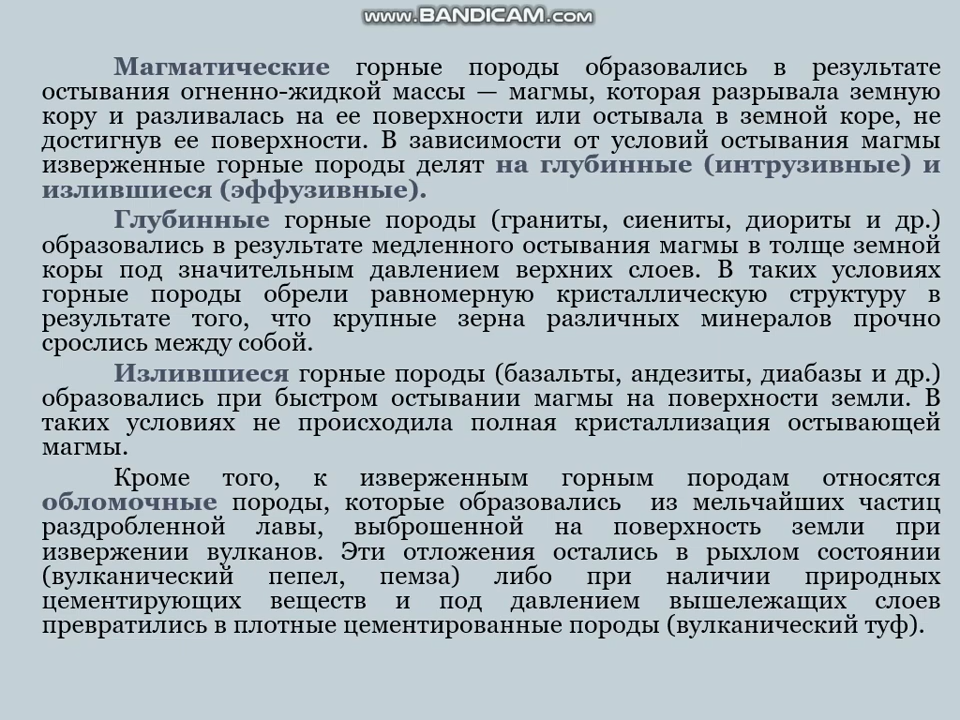 www.BANDICAM.com
Магматические горные породы образовались в результате
остывания огненно-жидкой массы — магмы, которая разрывала земную
кору и разливалась на ее поверхности или остывала в земной коре, не
достигнув ее поверхности. В зависимости от условий остывания магмы
изверженные горные породы делят на глубинные (интрузивные) и
излившиеся (эффузивные).
Глубинные горные породы (граниты, сиениты, диориты и др.)
образовались в результате медленного остывания магмы в толще земной
коры под значительным давлением верхних слоев. В таких условиях
горные породы обрели равномерную кристаллическую структуру в
результате того, что крупные зерна различных минералов прочно
срослись между собой.
Излившиеся горные породы (базальты, андезиты, диабазы и др.)
образовались при быстром остывании магмы на поверхности земли. В
таких условиях не происходила полная кристаллизация остывающей
магмы.
Кроме того, к изверженным горным породам относятся
обломочные породы, которые образовались из мельчайших частиц
раздробленной лавы, выброшенной на поверхность земли при
извержении вулканов. Эти отложения остались в рыхлом состоянии
(вулканический пепел, пемза) либо при наличии природных
цементирующих веществ и под давлением вышележащих слоев
превратились в плотные цементированные породы (вулканический туф).